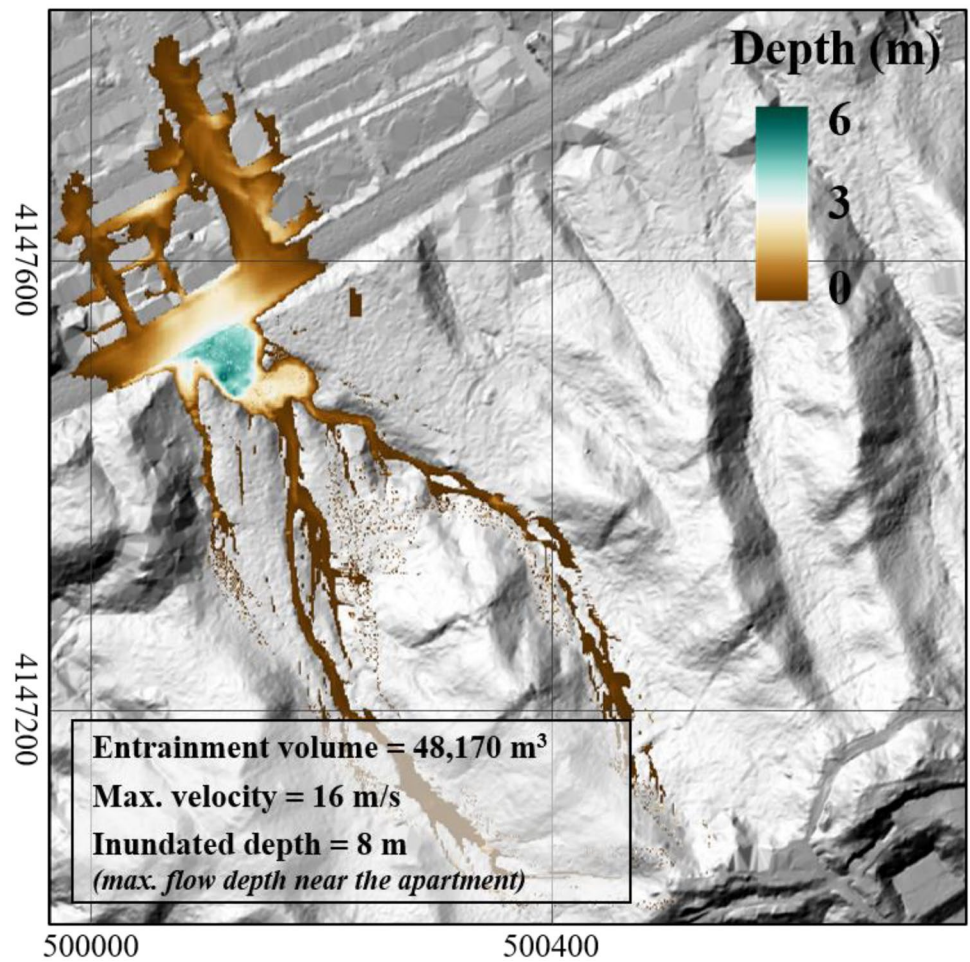 Depth (m)
6
3
0
4147600
4147200
Entrainment volume = 48,170 m³
Max. velocity = 16 m/s
Inundated depth = 8 m
(max. flow depth near the apartment)
500000
500400